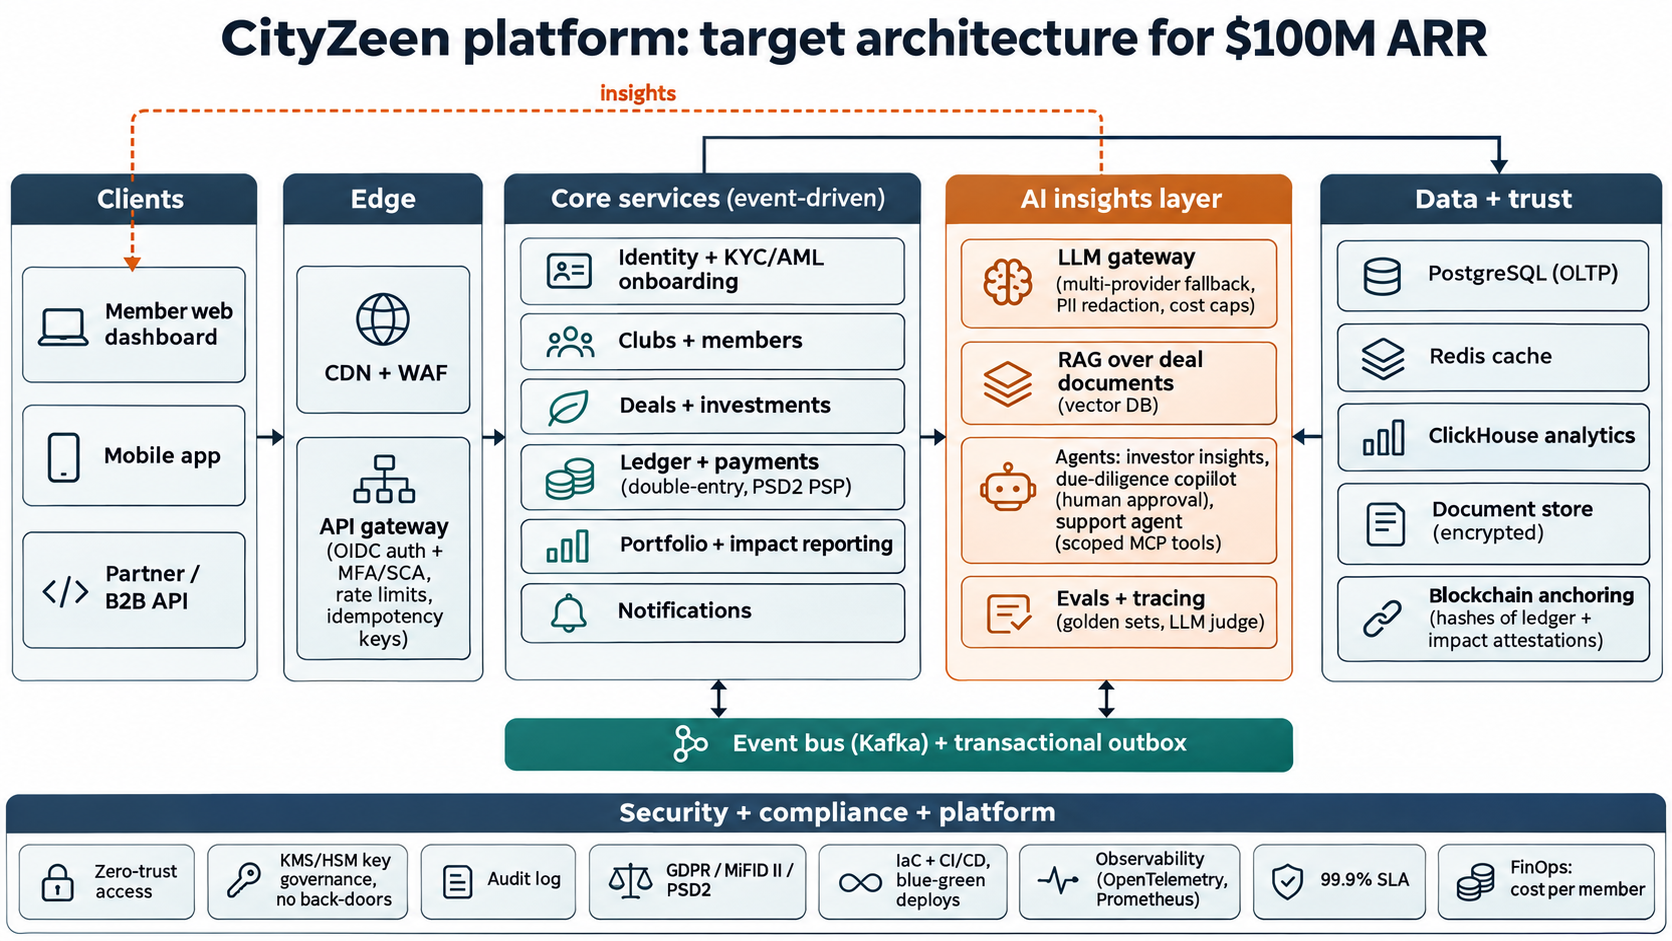 CityZeen platform: target architecture for $100M ARR
insights
Clients
Member web
dashboard
Mobile app
Partner /
B2B API
Edge
CDN + WAF
API gateway
(OIDC auth +
MFA/SCA,
rate limits,
idempotency
keys)
Core services (event-driven)
Identity + KYC/AML
onboarding
Clubs + members
Deals + investments
Ledger + payments
(double-entry, PSD2 PSP)
Portfolio + impact reporting
Notifications
AI insights layer
LLM gateway
(multi-provider fallback,
PII redaction, cost caps)
RAG over deal
documents
(vector DB)
Agents: investor insights,
due-diligence copilot
(human approval),
support agent
(scoped MCP tools)
Evals + tracing
(golden sets, LLM judge)
Data + trust
PostgreSQL (OLTP)
Redis cache
ClickHouse analytics
Document store
(encrypted)
Blockchain anchoring
(hashes of ledger +
impact attestations)
Event bus (Kafka) + transactional outbox
Security + compliance + platform
Zero-trust
access
KMS/HSM key
governance,
no back-doors
Audit log
GDPR / MiFID II /
PSD2
IaC + CI/CD,
blue-green
deploys
Observability
(OpenTelemetry,
Prometheus)
99.9% SLA
FinOps:
cost per member